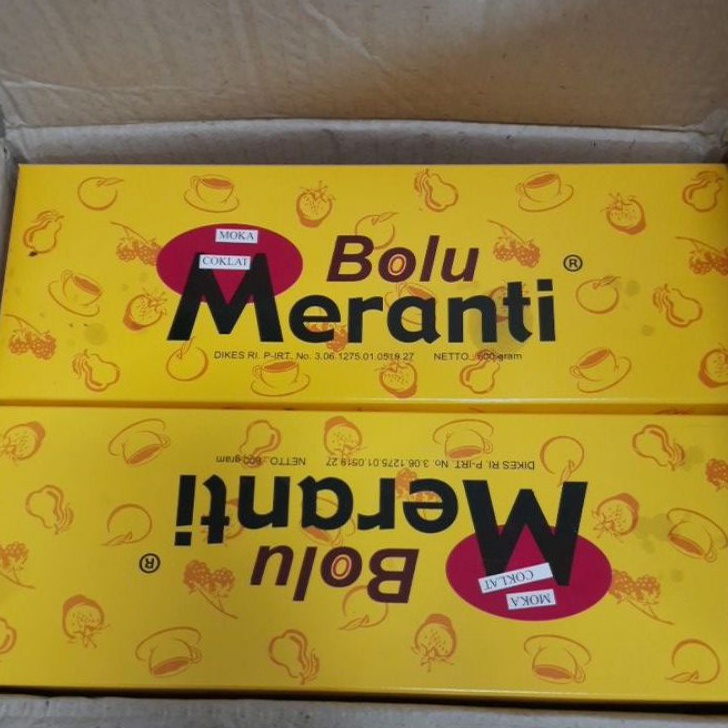 MOKA
COKLAT
Bolu
Meranti ®
DIKES RI. P-IRT. No. 3.06.1275.01.0519.27 NETTO.: 600 gram
MOKA
COKLAT
Bolu
Meranti ®
DIKES RI. P-IRT. No. 3.06.1275.01.0519.27 NETTO.: 600 gram